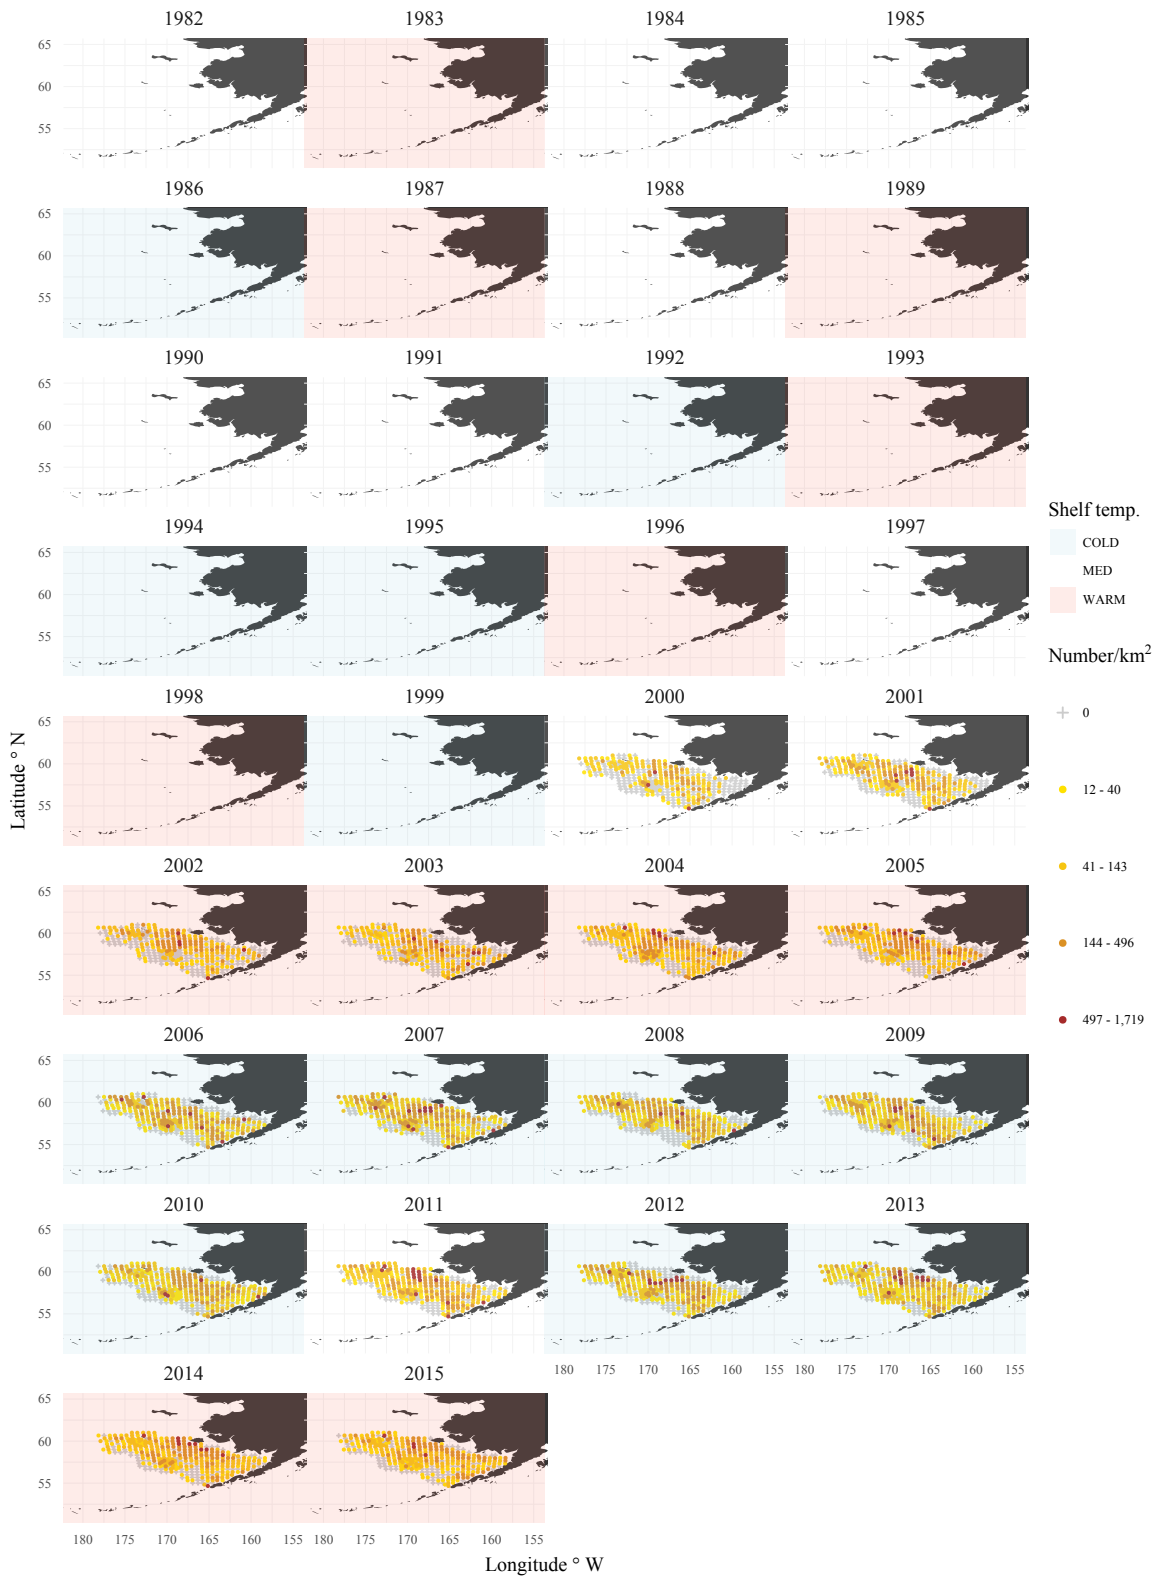 1982 1983 1984 1985
65
60
55
1986 1987 1988 1989
65
60
55
1990 1991 1992 1993
65
60
55
1994 1995 1996 1997
65
60
55
1998 1999 2000 2001
65
60
55
2002 2003 2004 2005
65
60
55
2006 2007 2008 2009
65
60
55
2010 2011 2012 2013
65
60
55
180 175 170 165 160 155 180 175 170 165 160 155
2014 2015
65
60
55
180 175 170 165 160 155 180 175 170 165 160 155
Longitude ° W
Latitude ° N
Shelf temp.
COLD
MED
WARM
Number/km²
0
12 - 40
41 - 143
144 - 496
497 - 1,719